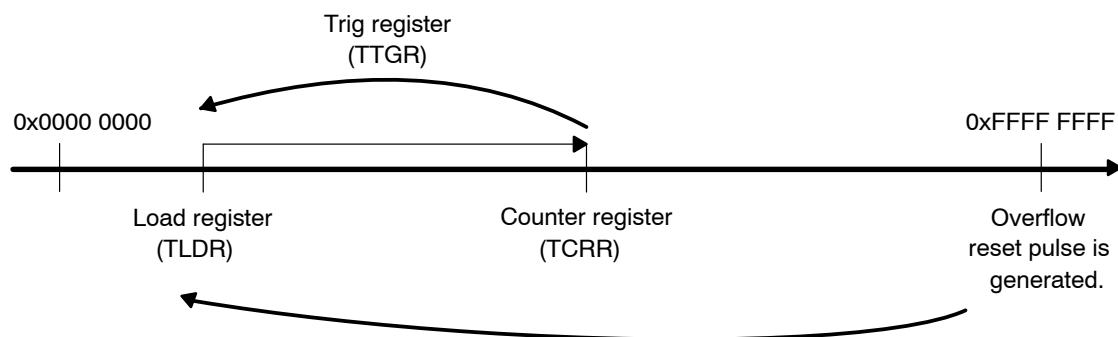 Trig register
(TTGR)
0x0000 0000
0xFFFF FFFF
Load register
(TLDR)
Counter register
(TCRR)
Overflow
reset pulse is
generated.